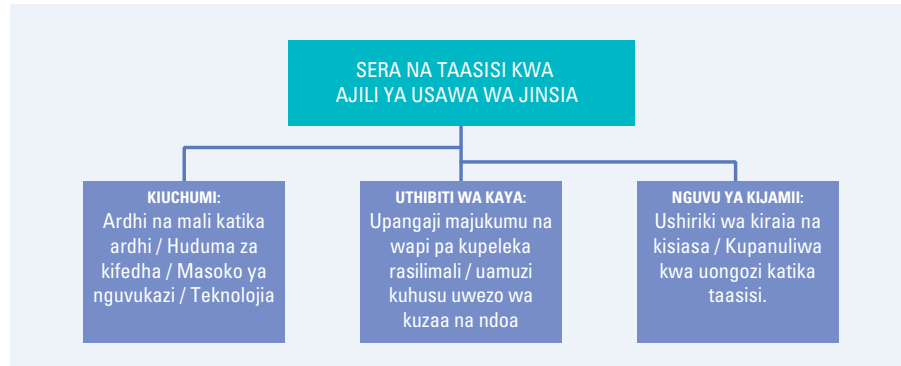 SERA NA TAASISI KWA
AJILI YA USAWA WA JINSIA
KIUCHUMI:
Ardhi na mali katika
ardhi / Huduma za
kifedha / Masoko ya
nguvukazi / Teknolojia
UTHIBITI WA KAYA:
Upangaji majukumu na
wapi pa kupeleka
rasilimali / uamuzi
kuhusu uwezo wa
kuzaa na ndoa
NGUVU YA KIJAMII:
Ushiriki wa kiraia na
kisiasa / Kupanuliwa
kwa uongozi katika
taasisi.